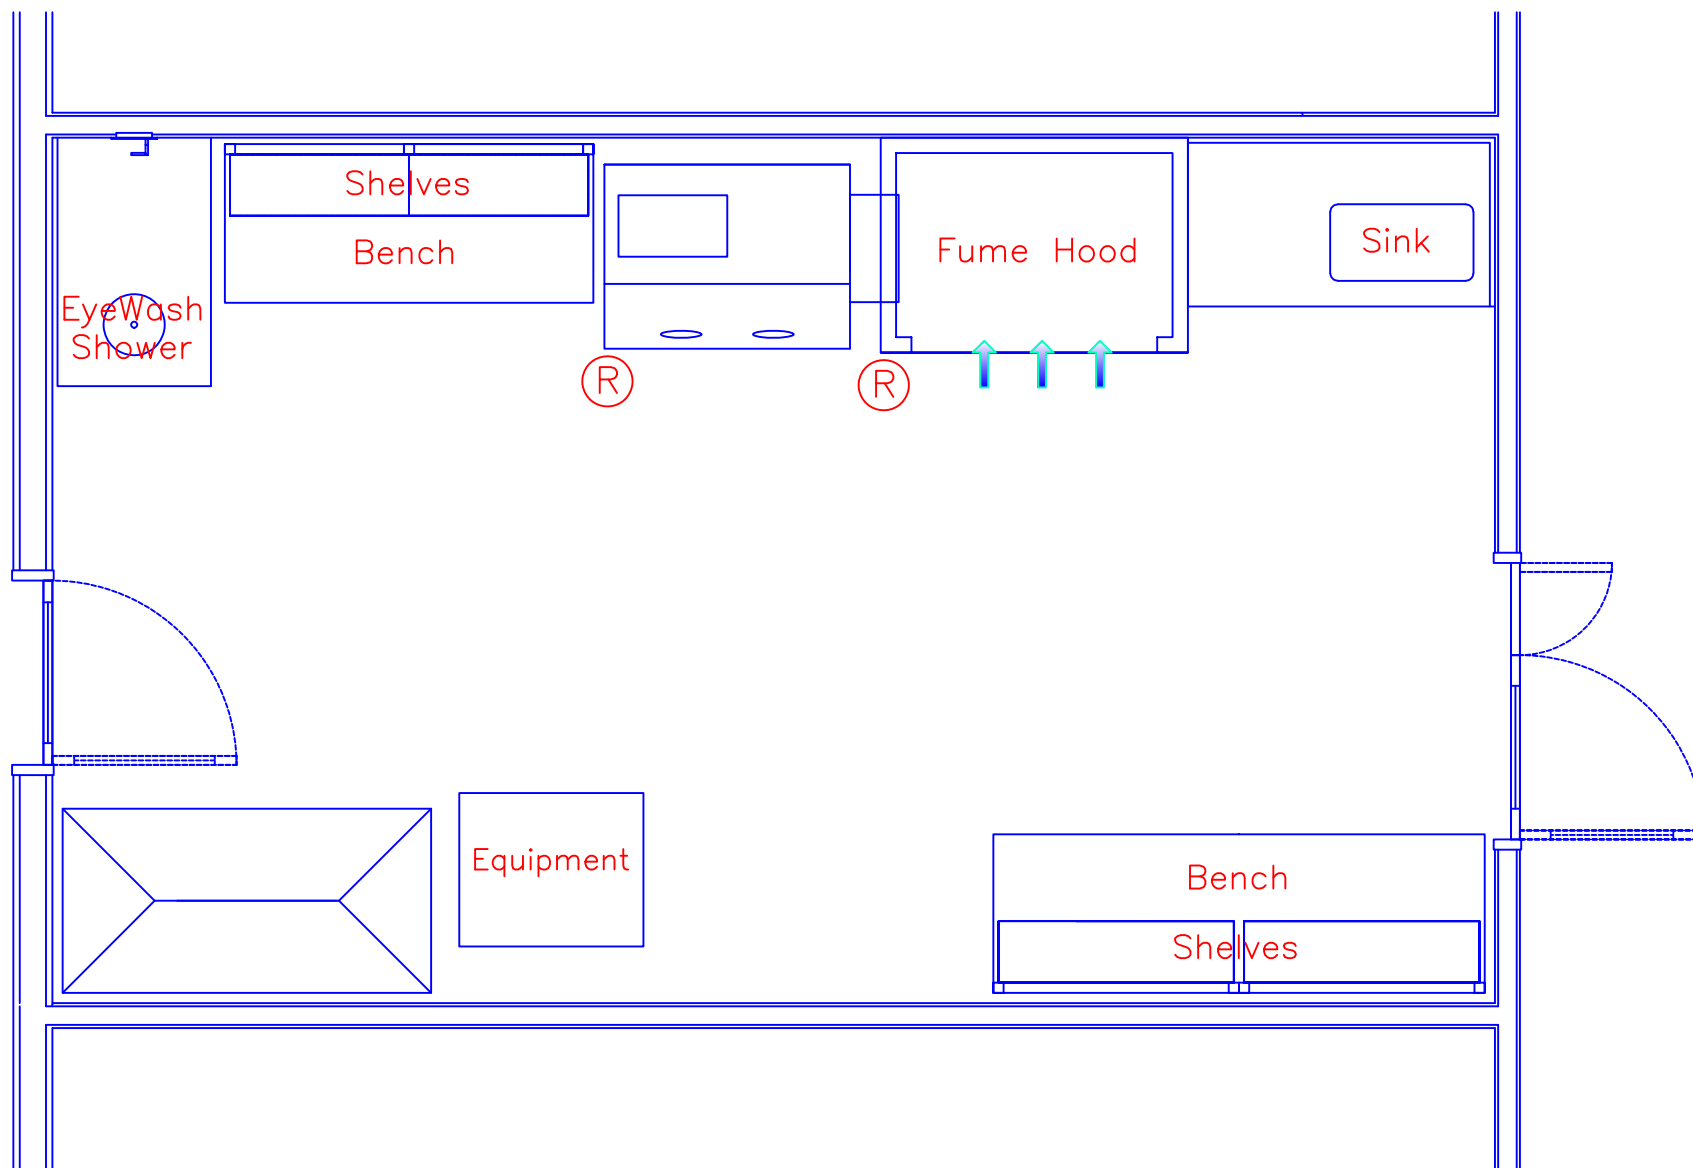 Shelves
Bench
Fume Hood
Sink
EyeWash
Shower
R
R
Equipment
Bench
Shelves